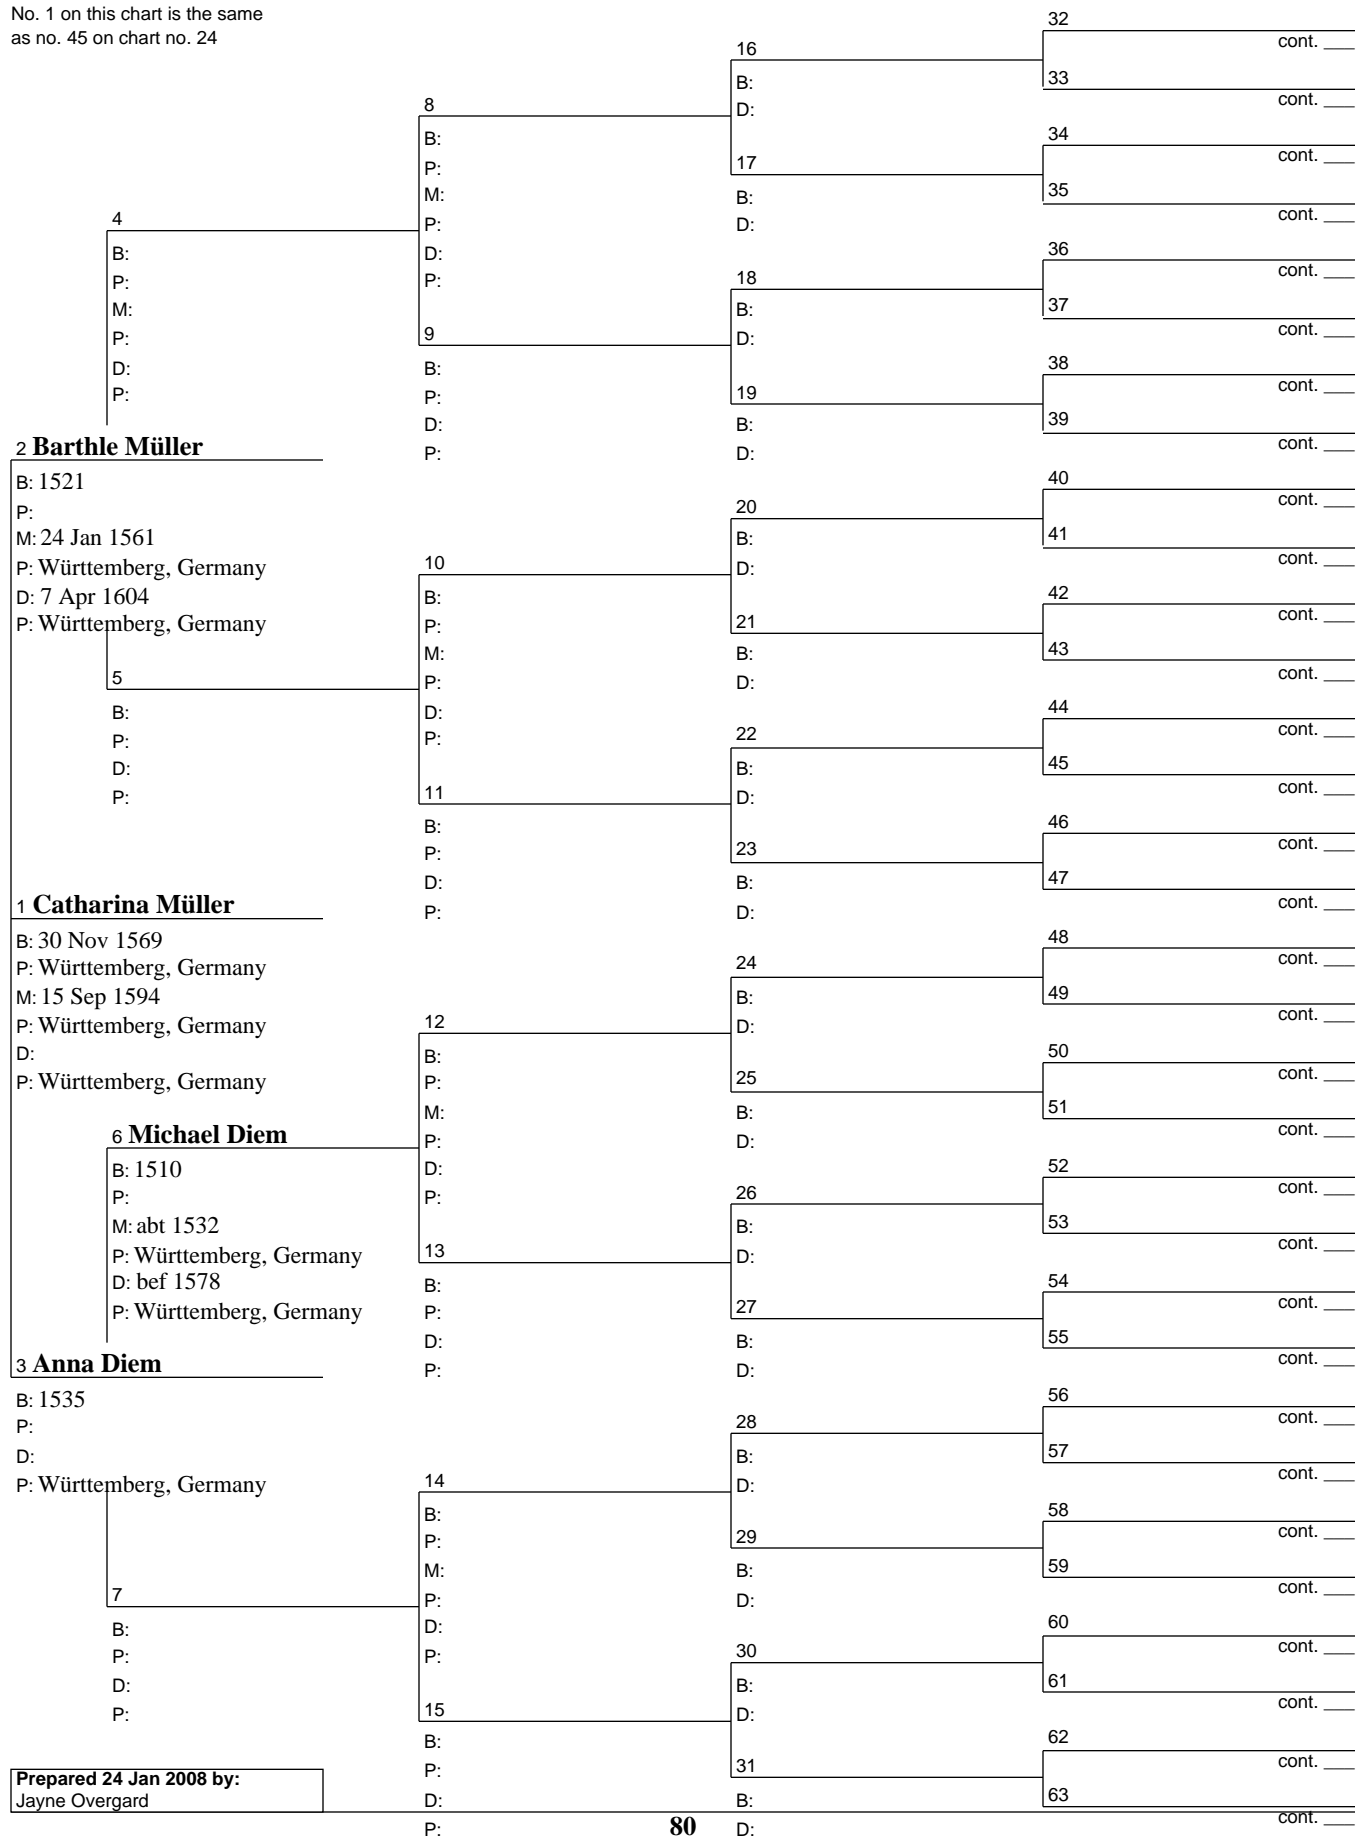 No. 1 on this chart is the same
as no. 45 on chart no. 24
2 Barthle Müller
B: 1521
P:
M: 24 Jan 1561
P: Württemberg, Germany
D: 7 Apr 1604
P: Württemberg, Germany
1 Catharina Müller
B: 30 Nov 1569
P: Württemberg, Germany
M: 15 Sep 1594
P: Württemberg, Germany
D:
P: Württemberg, Germany
3 Anna Diem
B: 1535
P:
D:
P: Württemberg, Germany
4
B:
P:
M:
P:
D:
P:
5
B:
P:
D:
P:
6 Michael Diem
B: 1510
P:
M: abt 1532
P: Württemberg, Germany
D: bef 1578
P: Württemberg, Germany
7
B:
P:
D:
P:
8
B:
P:
M:
P:
D:
P:
9
B:
P:
D:
P:
10
B:
P:
M:
P:
D:
P:
11
B:
P:
D:
P:
12
B:
P:
M:
P:
D:
P:
13
B:
P:
D:
P:
14
B:
P:
M:
P:
D:
P:
15
B:
P:
D:
P:
16
B:
D:
17
B:
D:
18
B:
D:
19
B:
D:
20
B:
D:
21
B:
D:
22
B:
D:
23
B:
D:
24
B:
D:
25
B:
D:
26
B:
D:
27
B:
D:
28
B:
D:
29
B:
D:
30
B:
D:
31
B:
D:
32
cont. ___
33
cont. ___
34
cont. ___
35
cont. ___
36
cont. ___
37
cont. ___
38
cont. ___
39
cont. ___
40
cont. ___
41
cont. ___
42
cont. ___
43
cont. ___
44
cont. ___
45
cont. ___
46
cont. ___
47
cont. ___
48
cont. ___
49
cont. ___
50
cont. ___
51
cont. ___
52
cont. ___
53
cont. ___
54
cont. ___
55
cont. ___
56
cont. ___
57
cont. ___
58
cont. ___
59
cont. ___
60
cont. ___
61
cont. ___
62
cont. ___
63
cont. ___
Prepared 24 Jan 2008 by:
Jayne Overgard
80